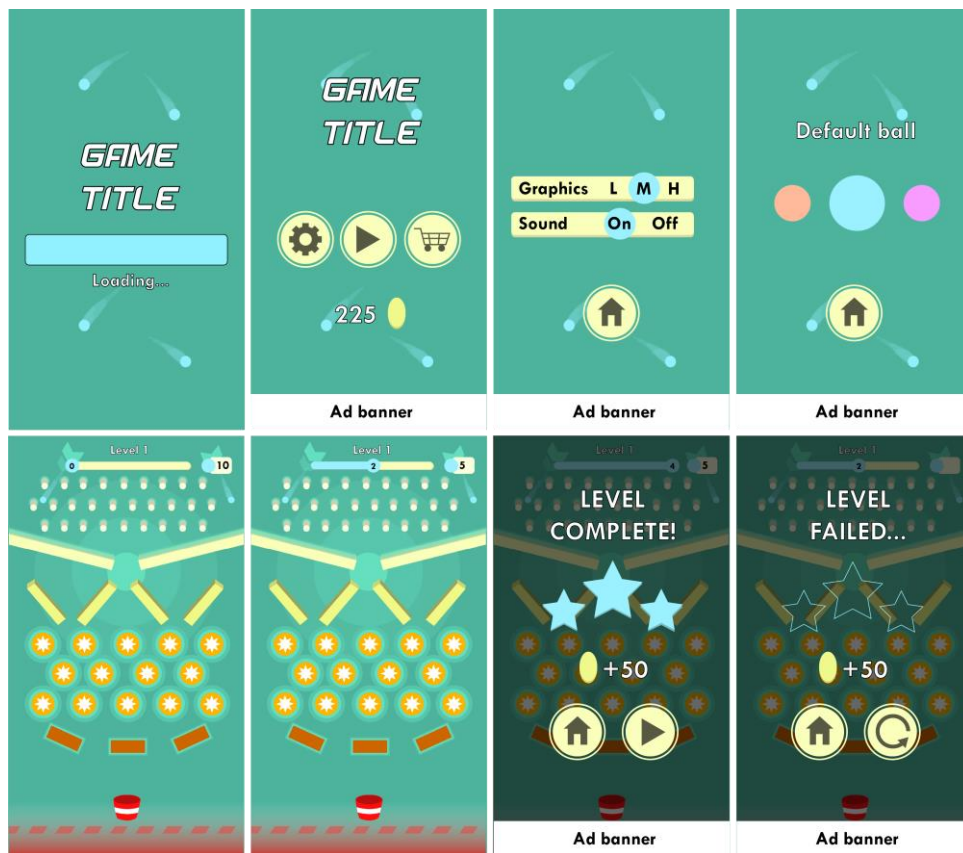 GAME
TITLE
Loading...
GAME
TITLE
225
Ad banner
Graphics L M H
Sound On Off
Ad banner
Default ball
Ad banner
Level 1
0 10
Level 1
2 5
Level 1
4 5
LEVEL
COMPLETE!
+50
Ad banner
Level 1
2
LEVEL
FAILED...
+50
Ad banner